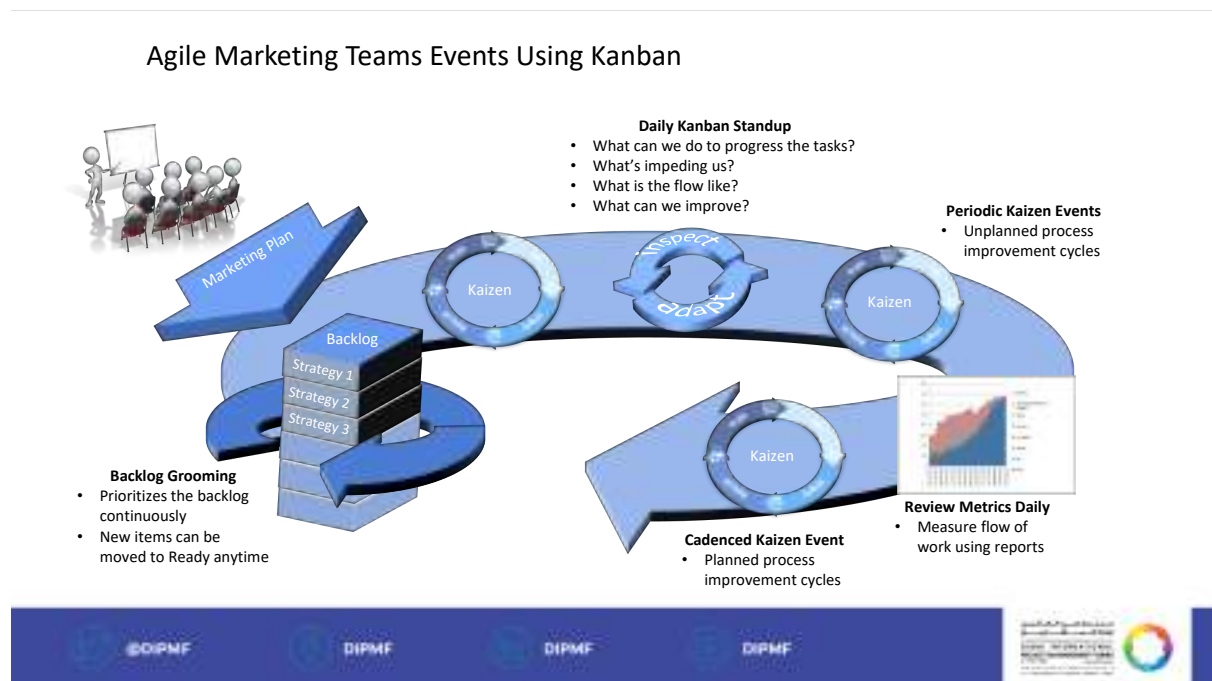 Agile Marketing Teams Events Using Kanban
Daily Kanban Standup
• What can we do to progress the tasks?
• What's impeding us?
• What is the flow like?
• What can we improve?
Periodic Kaizen Events
• Unplanned process
improvement cycles
Marketing Plan
Kaizen
inspect
adapt
Kaizen
Backlog
Strategy 1
Strategy 2
Strategy 3
Kaizen
Backlog Grooming
• Prioritizes the backlog
continuously
• New items can be
moved to Ready anytime
Review Metrics Daily
• Measure flow of
work using reports
Cadenced Kaizen Event
• Planned process
improvement cycles
@DIPMF
DIPMF
DIPMF
DIPMF